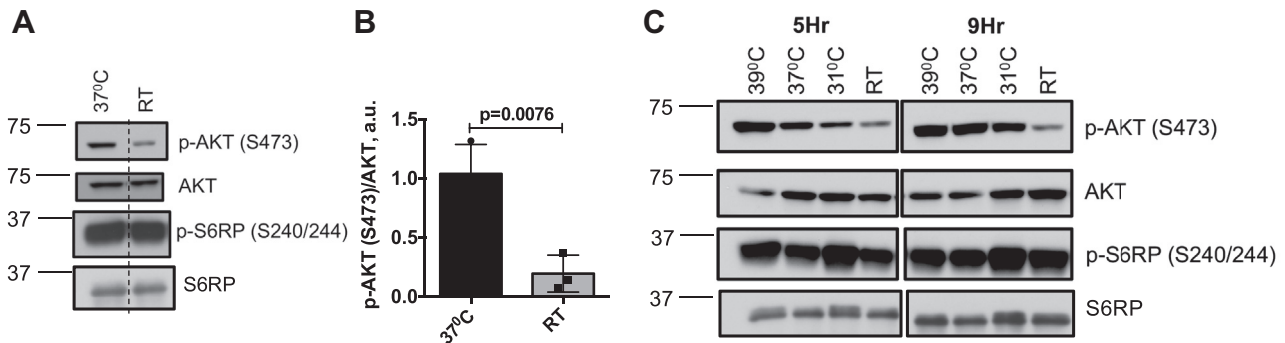 A
37⁰C
RT
75
p-AKT (S473)
75
AKT
37
p-S6RP (S240/244)
37
S6RP
B
p-AKT (S473)/AKT, a.u.
1.5
1.0
0.5
0.0
p=0.0076
37⁰C
RT
C
5Hr
9Hr
39⁰C
37⁰C
31⁰C
RT
39⁰C
37⁰C
31⁰C
RT
75
p-AKT (S473)
75
AKT
37
p-S6RP (S240/244)
37
S6RP